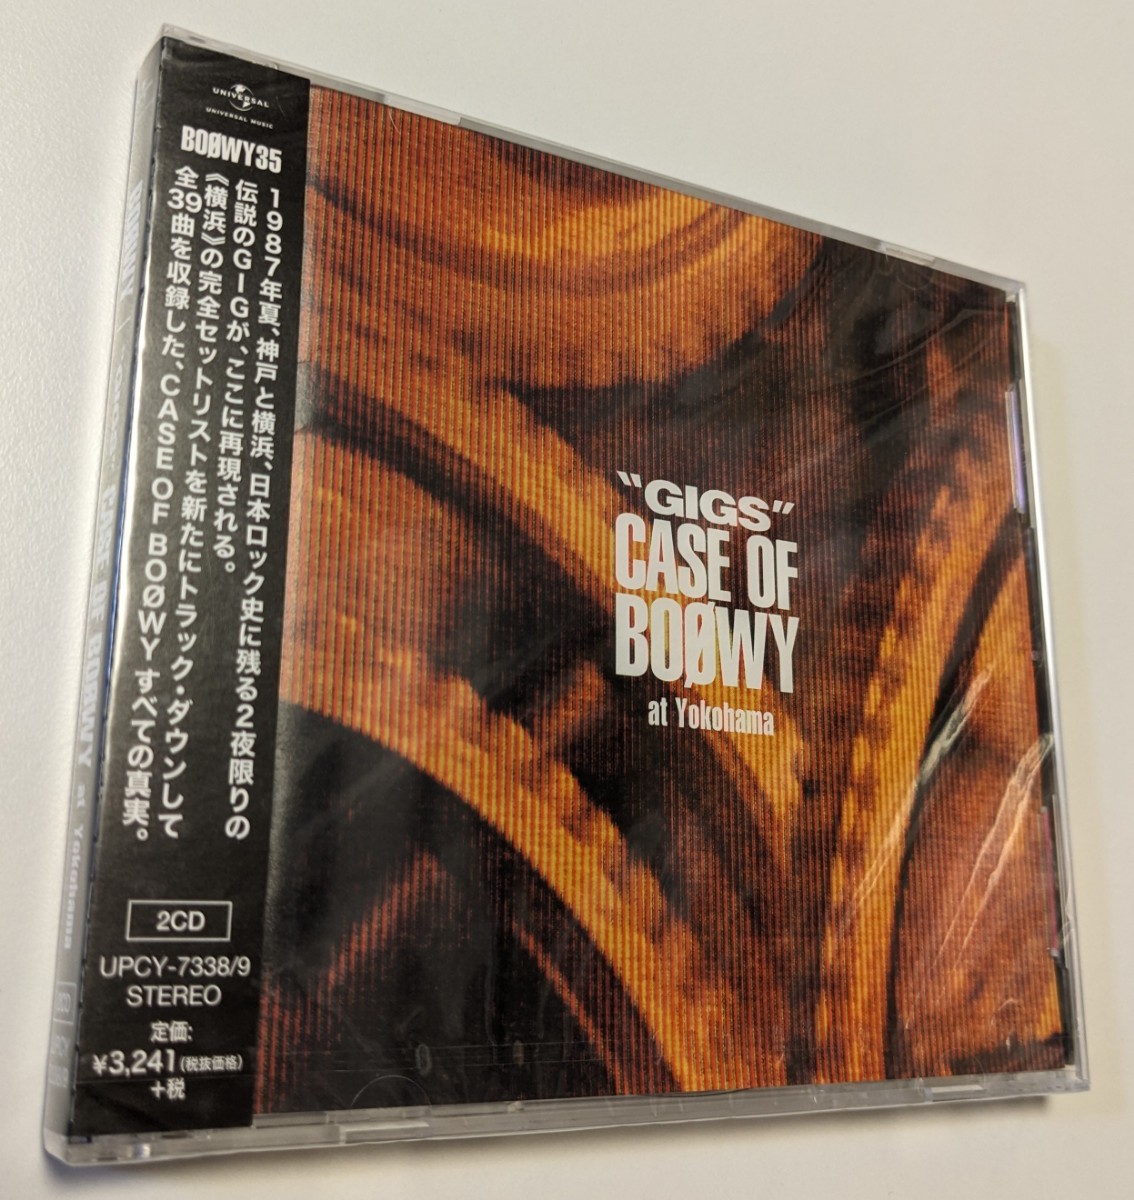 UNIVERSAL
UNIVERSAL MUSIC
BOØWY35
1987年夏、神戸と横浜、日本ロック史に残る2夜限りの
伝説のGIGが、ここに再現される。
《横浜》の完全セットリストを新たにトラック・ダウンして
全39曲を収録した、CASE OF BOØWYすべての真実。
2CD
UPCY-7338/9
STEREO
定価:
¥3,241(税抜価格)
+税
"GIGS"
CASE OF
BOØWY
at Yokohama
CASE OF BOØWY at Yokohama